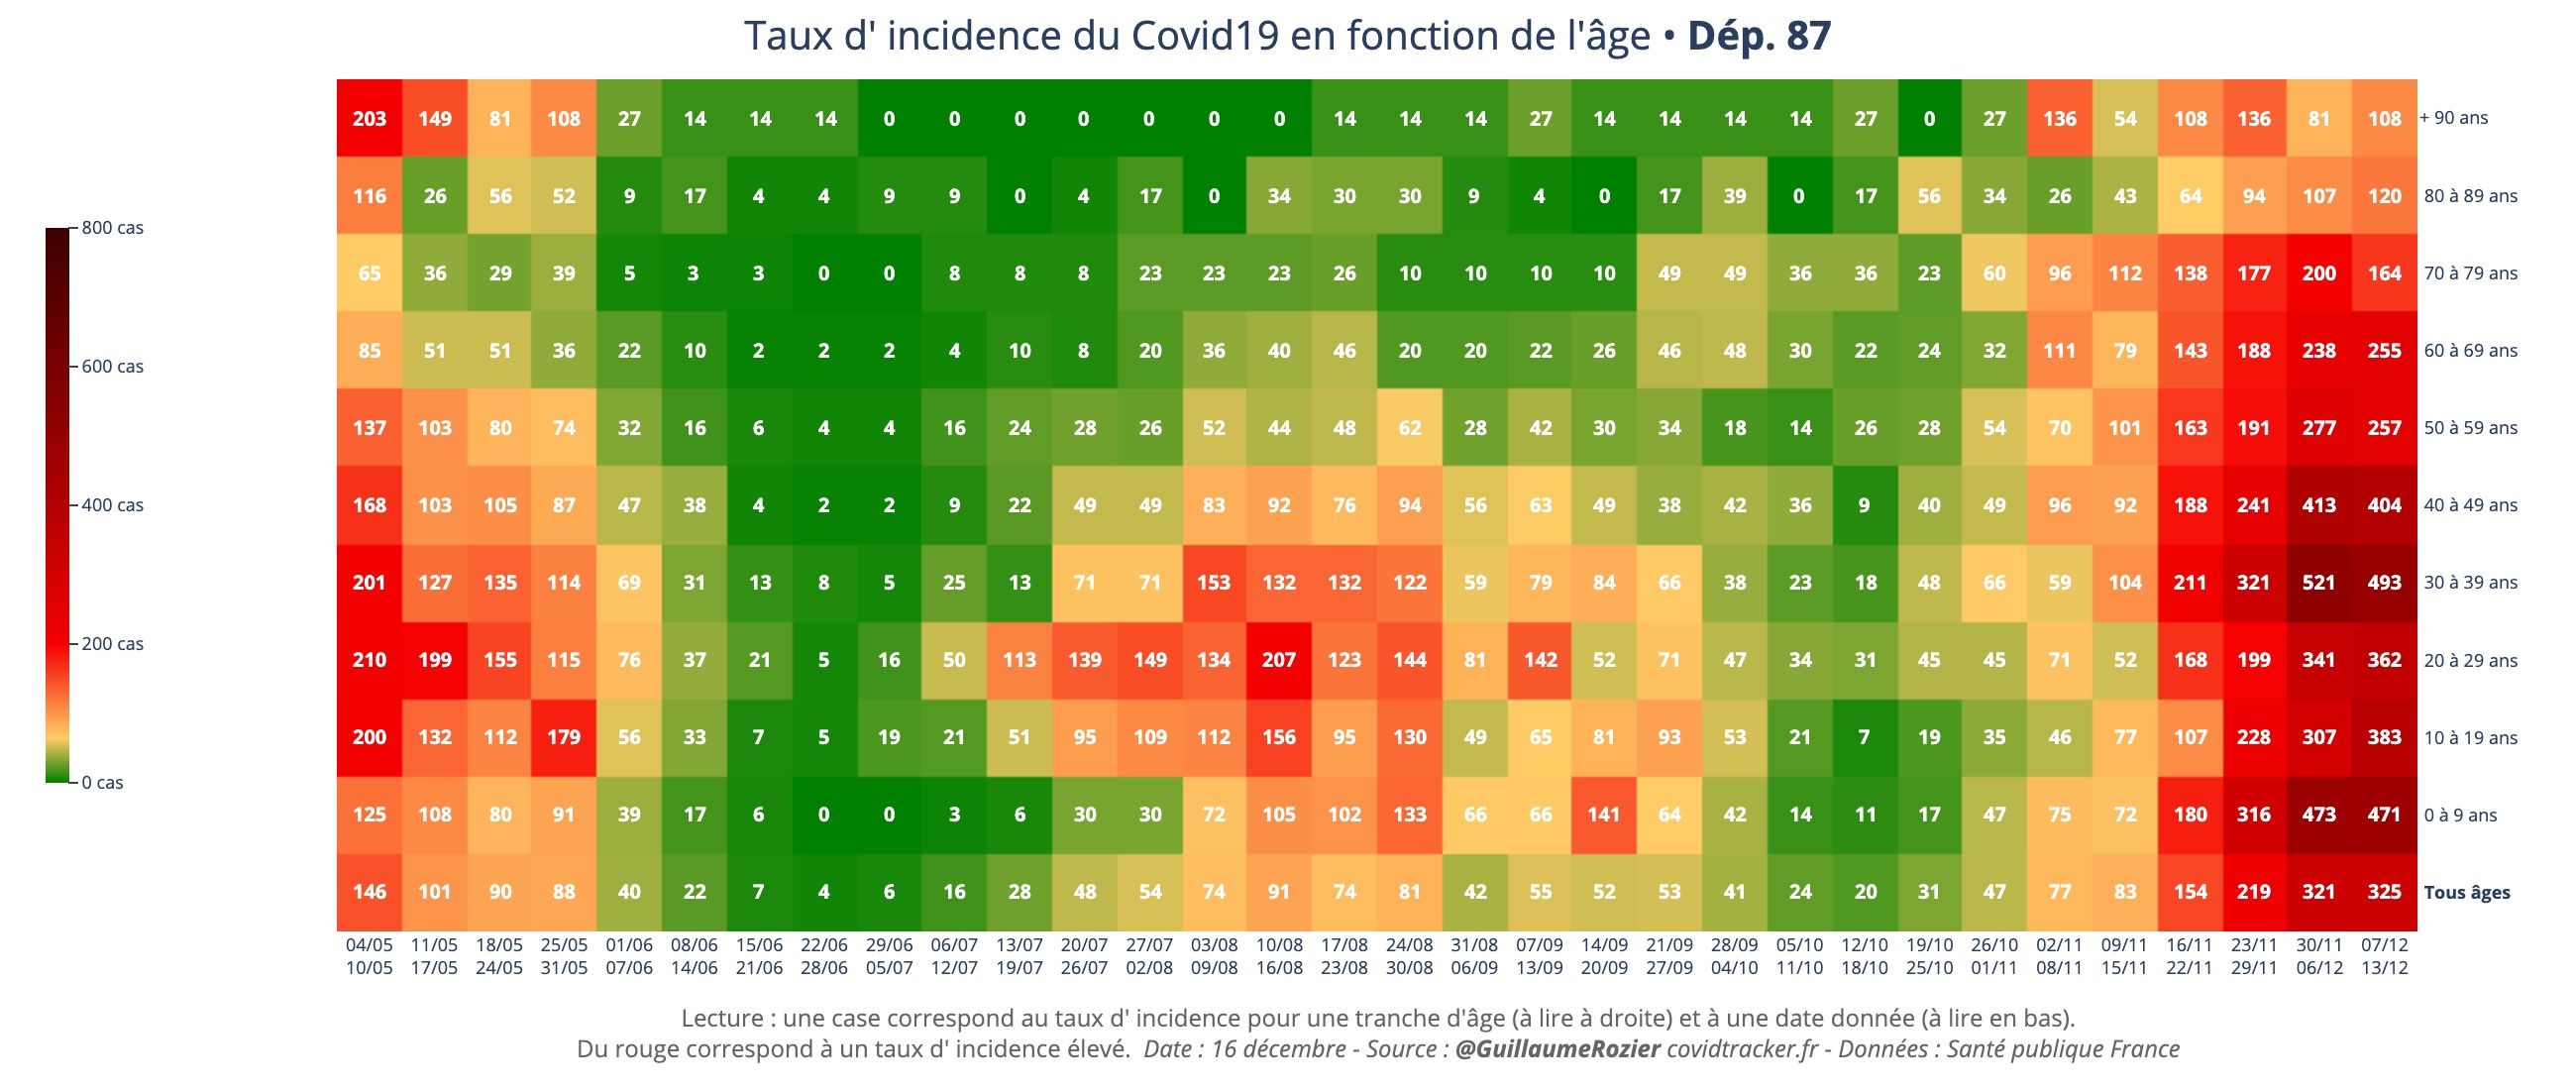 Taux d' incidence du Covid19 en fonction de l'âge • Dép. 87
800 cas
600 cas
400 cas
200 cas
0 cas
203 149 81 108 27 14 14 14 0 0 0 0 0 0 0 14 14 14 27 14 14 14 14 27 0 27 136 54 108 136 81 108 + 90 ans
116 26 56 52 9 17 4 4 9 9 0 4 17 0 34 30 30 9 4 0 17 39 0 17 56 34 26 43 64 94 107 120 80 à 89 ans
65 36 29 39 5 3 3 0 0 8 8 8 23 23 23 26 10 10 10 10 49 49 36 36 23 60 96 112 138 177 200 164 70 à 79 ans
85 51 51 36 22 10 2 2 2 4 10 8 20 36 40 46 20 20 22 26 46 48 30 22 24 32 111 79 143 188 238 255 60 à 69 ans
137 103 80 74 32 16 6 4 4 16 24 28 26 52 44 48 62 28 42 30 34 18 14 26 28 54 70 101 163 191 277 257 50 à 59 ans
168 103 105 87 47 38 4 2 2 9 22 49 49 83 92 76 94 56 63 49 38 42 36 9 40 49 96 92 188 241 413 404 40 à 49 ans
201 127 135 114 69 31 13 8 5 25 13 71 71 153 132 132 122 59 79 84 66 38 23 18 48 66 59 104 211 321 521 493 30 à 39 ans
210 199 155 115 76 37 21 5 16 50 113 139 149 134 207 123 144 81 142 52 71 47 34 31 45 45 71 52 168 199 341 362 20 à 29 ans
200 132 112 179 56 33 7 5 19 21 51 95 109 112 156 95 130 49 65 81 93 53 21 7 19 35 46 77 107 228 307 383 10 à 19 ans
125 108 80 91 39 17 6 0 0 3 6 30 30 72 105 102 133 66 66 141 64 42 14 11 17 47 75 72 180 316 473 471 0 à 9 ans
146 101 90 88 40 22 7 4 6 16 28 48 54 74 91 74 81 42 55 52 53 41 24 20 31 47 77 83 154 219 321 325 Tous âges
04/05 11/05 18/05 25/05 01/06 08/06 15/06 22/06 29/06 06/07 13/07 20/07 27/07 03/08 10/08 17/08 24/08 31/08 07/09 14/09 21/09 28/09 05/10 12/10 19/10 26/10 02/11 09/11 16/11 23/11 30/11 07/12
10/05 17/05 24/05 31/05 07/06 14/06 21/06 28/06 05/07 12/07 19/07 26/07 02/08 09/08 16/08 23/08 30/08 06/09 13/09 20/09 27/09 04/10 11/10 18/10 25/10 01/11 08/11 15/11 22/11 29/11 06/12 13/12
Lecture : une case correspond au taux d' incidence pour une tranche d'âge (à lire à droite) et à une date donnée (à lire en bas).
Du rouge correspond à un taux d' incidence élevé. Date : 16 décembre - Source : @GuillaumeRozier covidtracker.fr - Données : Santé publique France